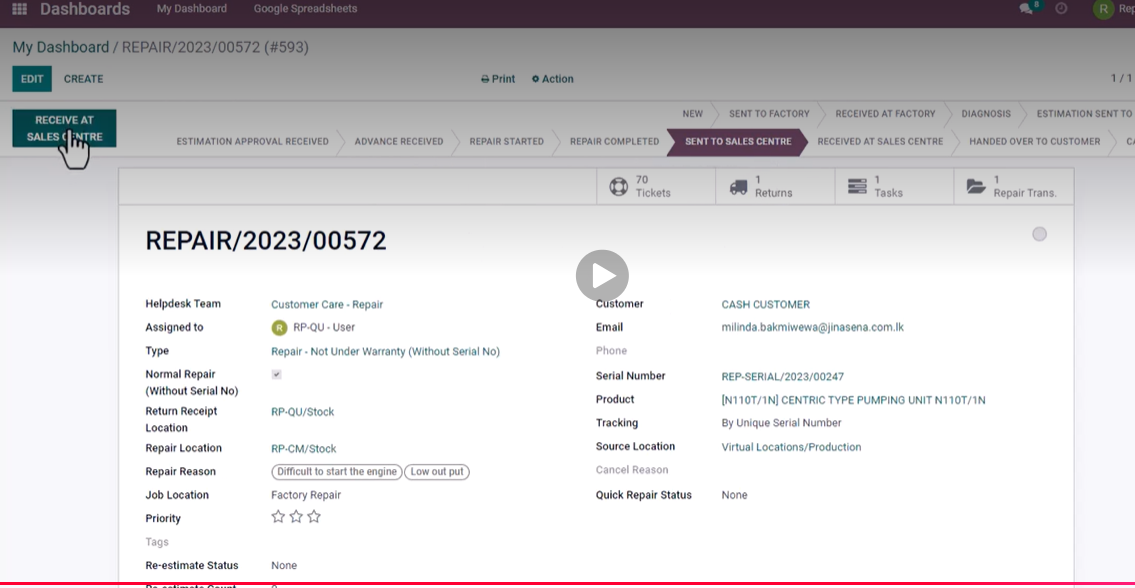 Dashboards My Dashboard Google Spreadsheets 8 R Rep
My Dashboard / REPAIR/2023/00572 (#593)
EDIT CREATE Print Action 1 / 1
RECEIVE AT SALES CENTRE
NEW SENT TO FACTORY RECEIVED AT FACTORY DIAGNOSIS ESTIMATION SENT TO
ESTIMATION APPROVAL RECEIVED ADVANCE RECEIVED REPAIR STARTED REPAIR COMPLETED SENT TO SALES CENTRE RECEIVED AT SALES CENTRE HANDED OVER TO CUSTOMER CA
70 Tickets 1 Returns 1 Tasks 1 Repair Trans.
REPAIR/2023/00572
Helpdesk Team Customer Care - Repair
Assigned to R RP-QU - User
Type Repair - Not Under Warranty (Without Serial No)
Normal Repair
(Without Serial No)
Return Receipt Location RP-QU/Stock
Repair Location RP-CM/Stock
Repair Reason Difficult to start the engine Low out put
Job Location Factory Repair
Priority
Tags
Re-estimate Status None
Re-estimate Count
Customer CASH CUSTOMER
Email milinda.bakmiwewa@jinasena.com.lk
Phone
Serial Number REP-SERIAL/2023/00247
Product [N110T/1N] CENTRIC TYPE PUMPING UNIT N110T/1N
Tracking By Unique Serial Number
Source Location Virtual Locations/Production
Cancel Reason
Quick Repair Status None